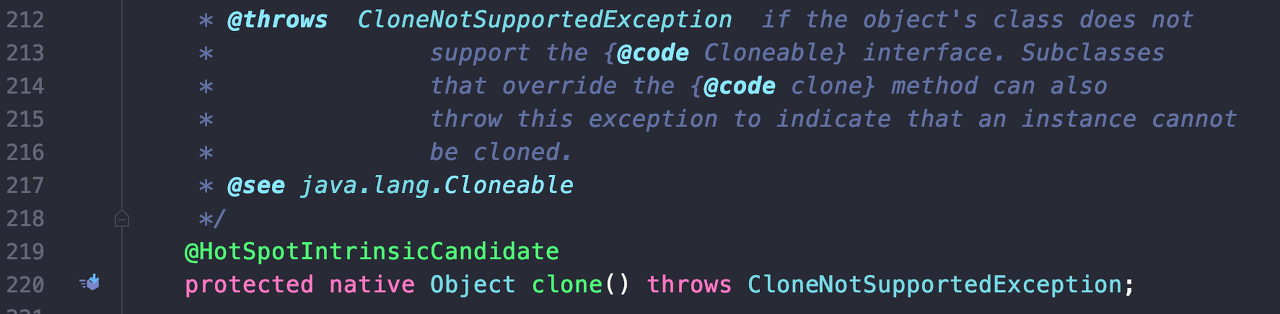 212 * @throws CloneNotSupportedException if the object's class does not
213 * support the {@code Cloneable} interface. Subclasses
214 * that override the {@code clone} method can also
215 * throw this exception to indicate that an instance cannot
216 * be cloned.
217 * @see java.lang.Cloneable
218 */
219 @HotSpotIntrinsicCandidate
220 protected native Object clone() throws CloneNotSupportedException;